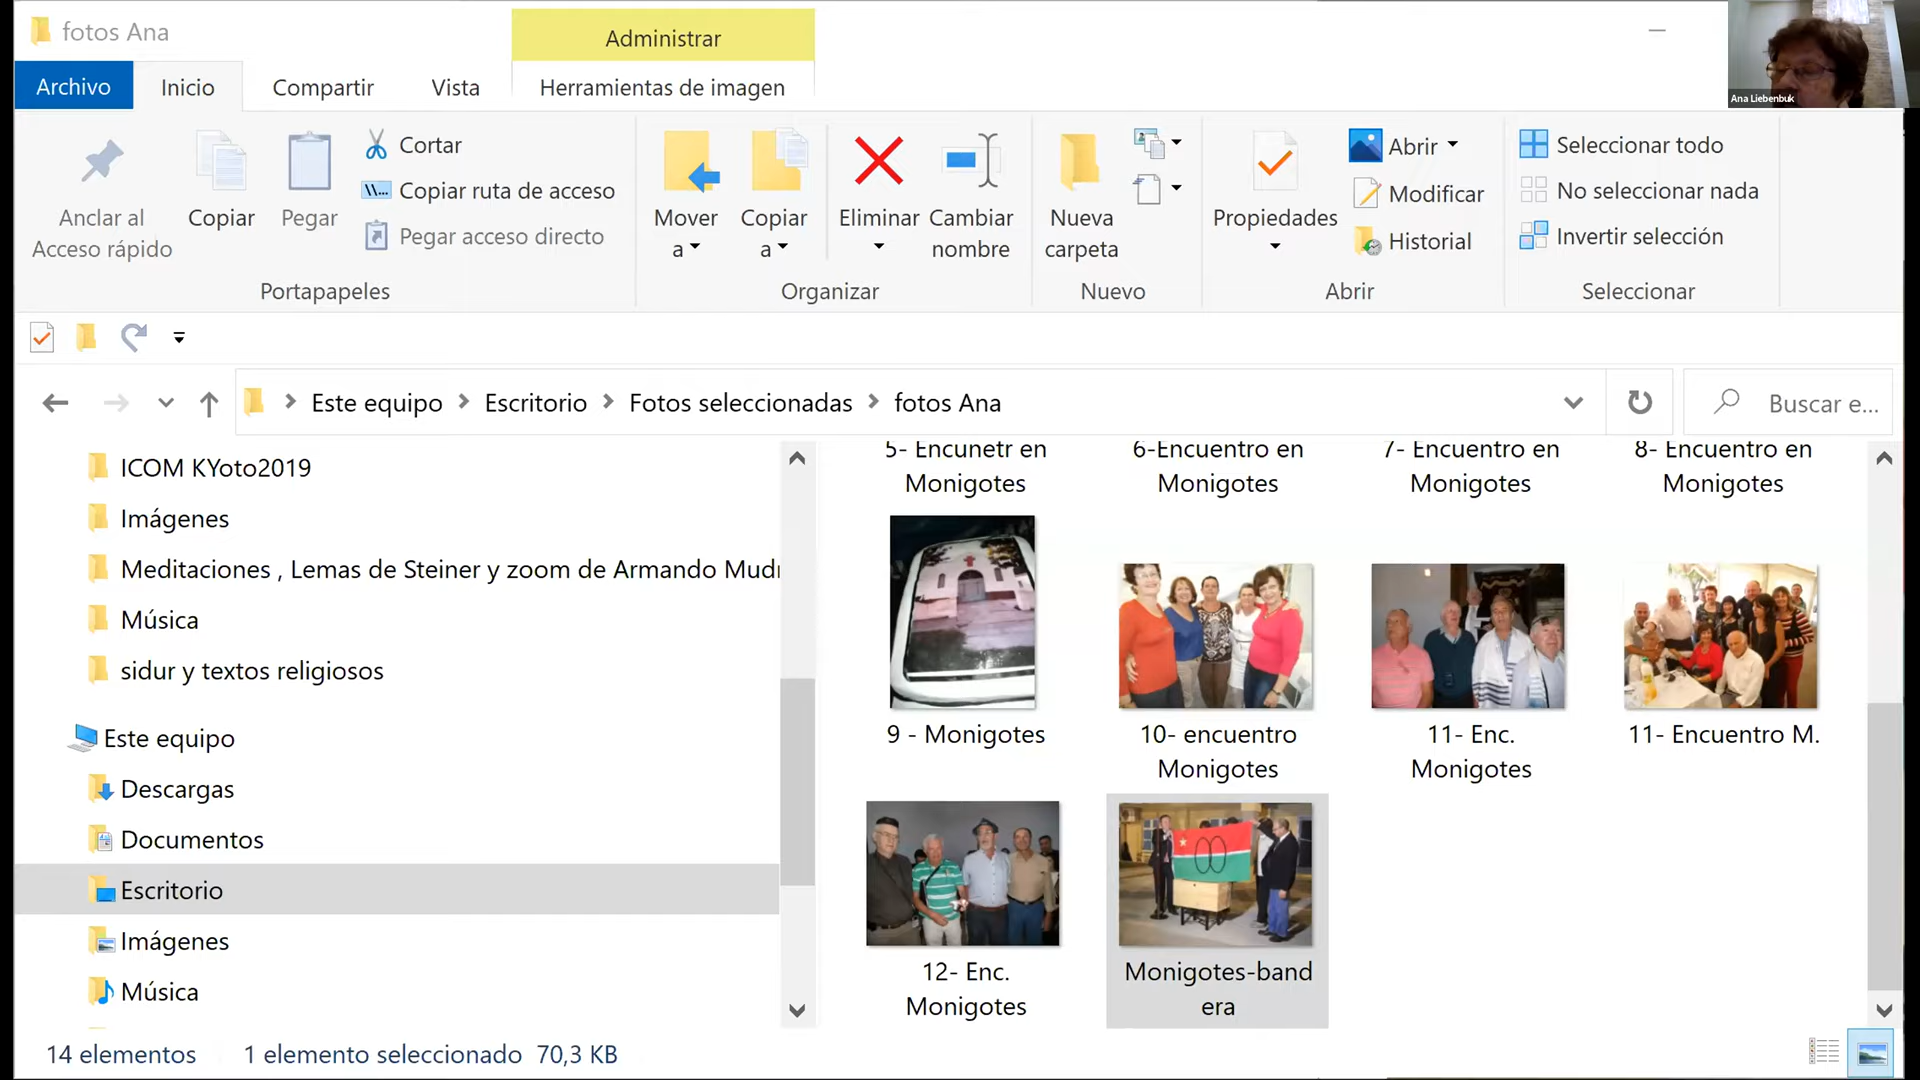 fotos Ana
Administrar
Archivo
Inicio
Compartir
Vista
Herramientas de imagen
Ana Liebenbuk
Anclar al
Acceso rápido
Copiar
Pegar
Cortar
Copiar ruta de acceso
Pegar acceso directo
Portapapeles
Mover
a
Copiar
a
Eliminar
Cambiar
nombre
Organizar
Nueva
carpeta
Nuevo
Propiedades
Abrir
Modificar
Historial
Abrir
Seleccionar todo
No seleccionar nada
Invertir selección
Seleccionar
Este equipo
Escritorio
Fotos seleccionadas
fotos Ana
Buscar e...
ICOM KYoto2019
Imágenes
Meditaciones , Lemas de Steiner y zoom de Armando Mudr
Música
sidur y textos religiosos
Este equipo
Descargas
Documentos
Escritorio
Imágenes
Música
5- Encunetr en
Monigotes
6-Encuentro en
Monigotes
7- Encuentro en
Monigotes
8- Encuentro en
Monigotes
9 - Monigotes
10- encuentro
Monigotes
11- Enc.
Monigotes
11- Encuentro M.
12- Enc.
Monigotes
Monigotes-band
era
14 elementos
1 elemento seleccionado 70,3 KB